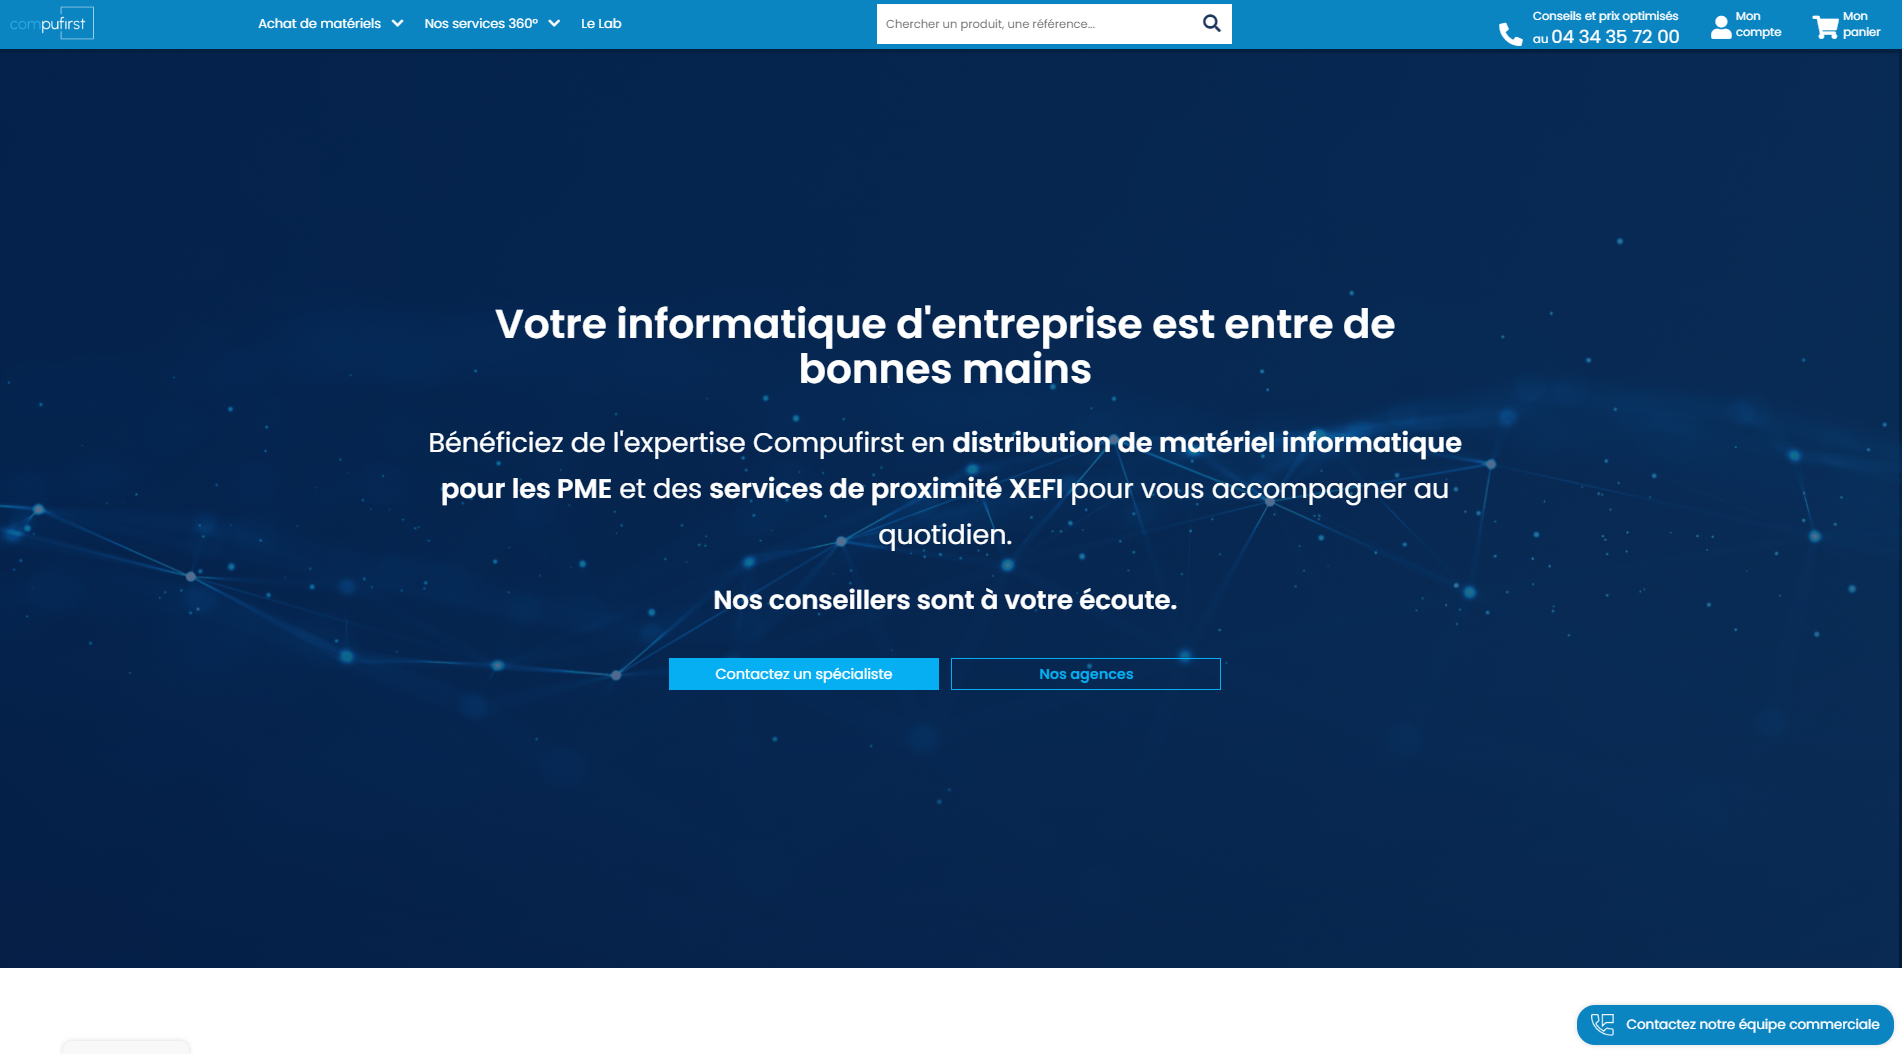 compufirst
Achat de matériels
Nos services 360°
Le Lab
Chercher un produit, une référence...
Conseils et prix optimisés
au 04 34 35 72 00
Mon
compte
Mon
panier
Votre informatique d'entreprise est entre de
bonnes mains
Bénéficiez de l'expertise Compufirst en distribution de matériel informatique
pour les PME et des services de proximité XEFI pour vous accompagner au
quotidien.
Nos conseillers sont à votre écoute.
Contactez un spécialiste
Nos agences
Contactez notre équipe commerciale